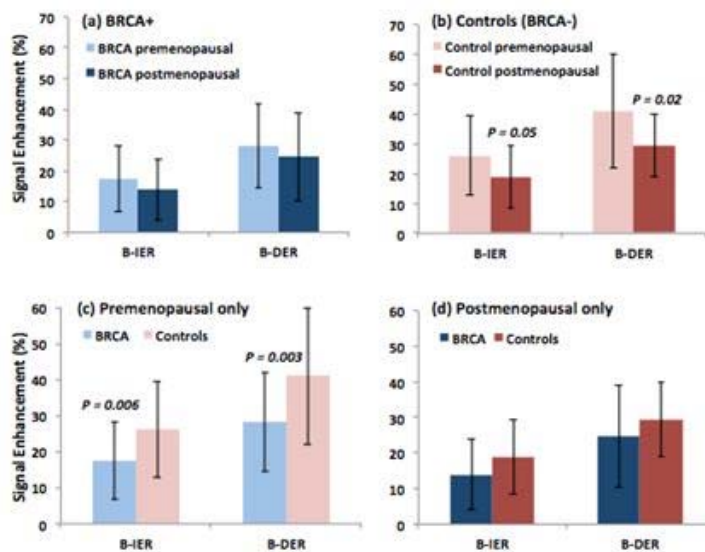 (a) BRCA+
BRCA premenopausal
BRCA postmenopausal
Signal Enhancement (%)
70
60
50
40
30
20
10
0
B-IER
B-DER
(b) Controls (BRCA-)
Control premenopausal
Control postmenopausal
70
60
50
40
30
20
10
0
P = 0.05
P = 0.02
B-IER
B-DER
(c) Premenopausal only
BRCA
Controls
Signal Enhancement (%)
60
50
40
30
20
10
0
P = 0.006
P = 0.003
B-IER
B-DER
(d) Postmenopausal only
BRCA
Controls
60
50
40
30
20
10
0
B-IER
B-DER